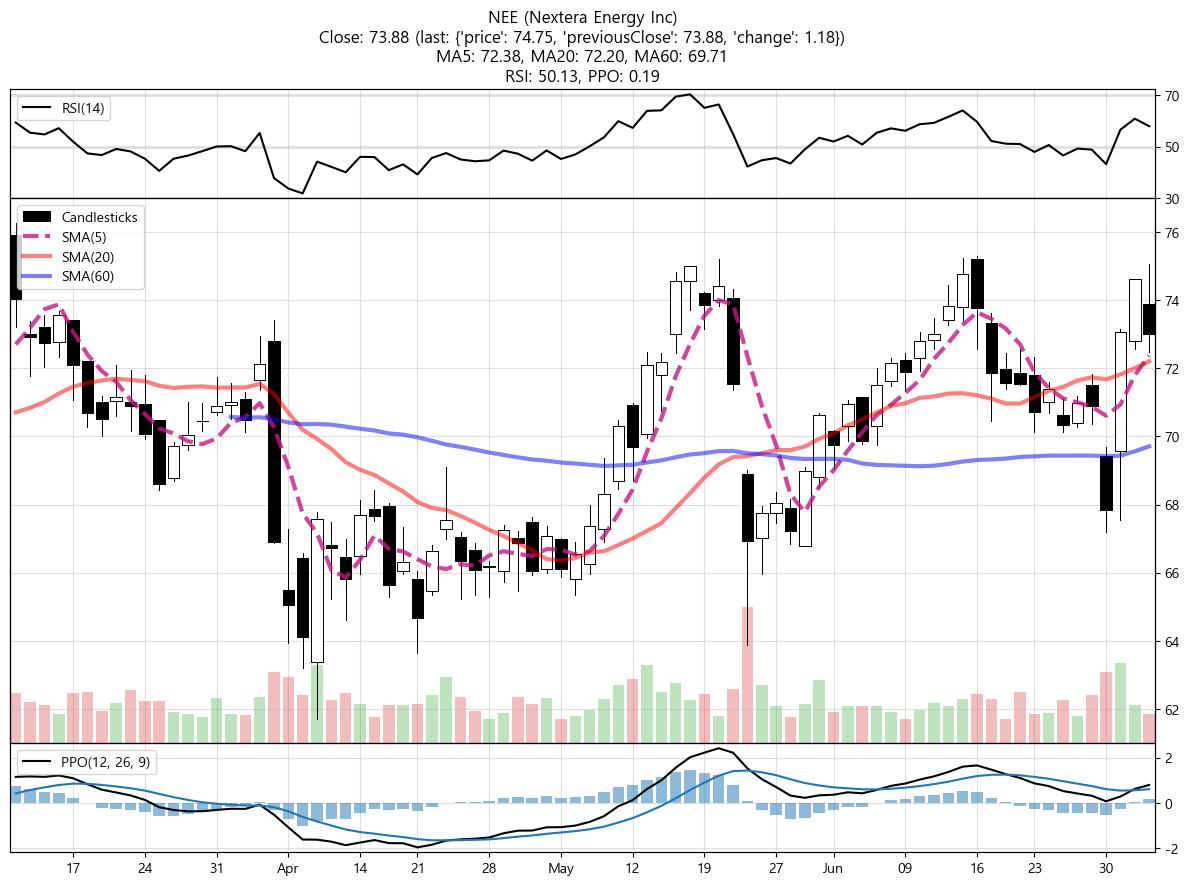 NEE (Nextera Energy Inc)
Close: 73.88 (last: {'price': 74.75, 'previousClose': 73.88, 'change': 1.18})
MA5: 72.38, MA20: 72.20, MA60: 69.71
RSI: 50.13, PPO: 0.19
RSI(14)
70
50
30
Candlesticks
SMA(5)
SMA(20)
SMA(60)
76
74
72
70
68
66
64
62
PPO(12, 26, 9)
2
0
-2
17 24 31 Apr 14 21 28 May 12 19 27 Jun 09 16 23 30